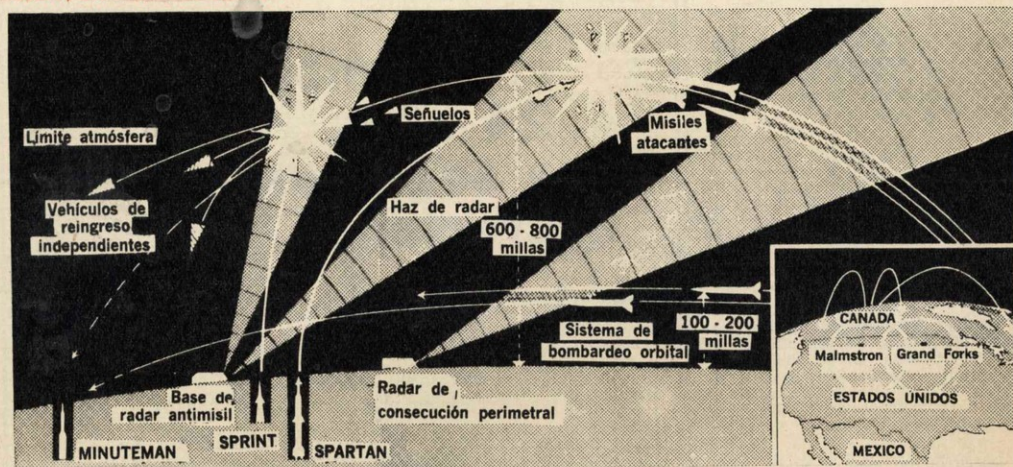 Límite atmósfera
Señuelos
Misiles
atacantes
Vehículos de
reingreso
independientes
Haz de radar
600 - 800
millas
Sistema de
bombardeo orbital
100 - 200
millas
Base de
radar antimisil
Radar de
consecución perimetral
MINUTEMAN
SPRINT
SPARTAN
CANADA
Malmstron
Grand Forks
ESTADOS UNIDOS
MEXICO